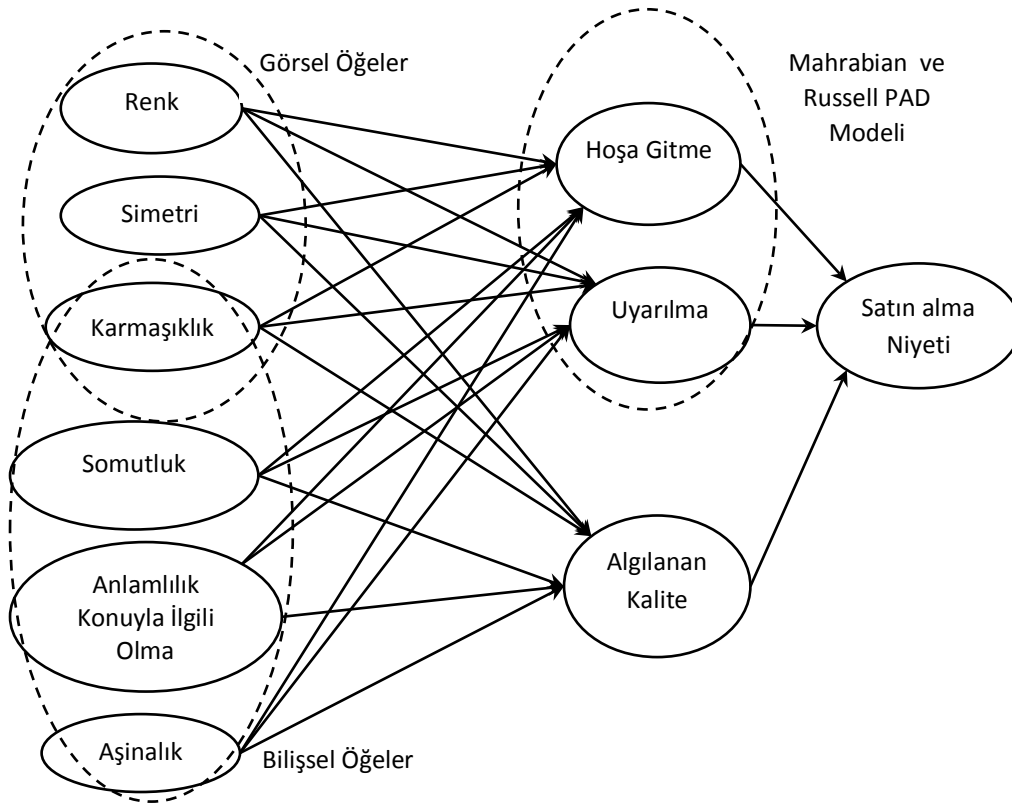 Görsel Öğeler
Mahrabian ve
Russell PAD
Modeli
Renk
Hoşa Gitme
Simetri
Karmaşıklık
Uyarılma
Satın alma
Niyeti
Somutluk
Anlamlılık
Konuyla İlgili
Olma
Algılanan
Kalite
Aşinalık
Bilişsel Öğeler